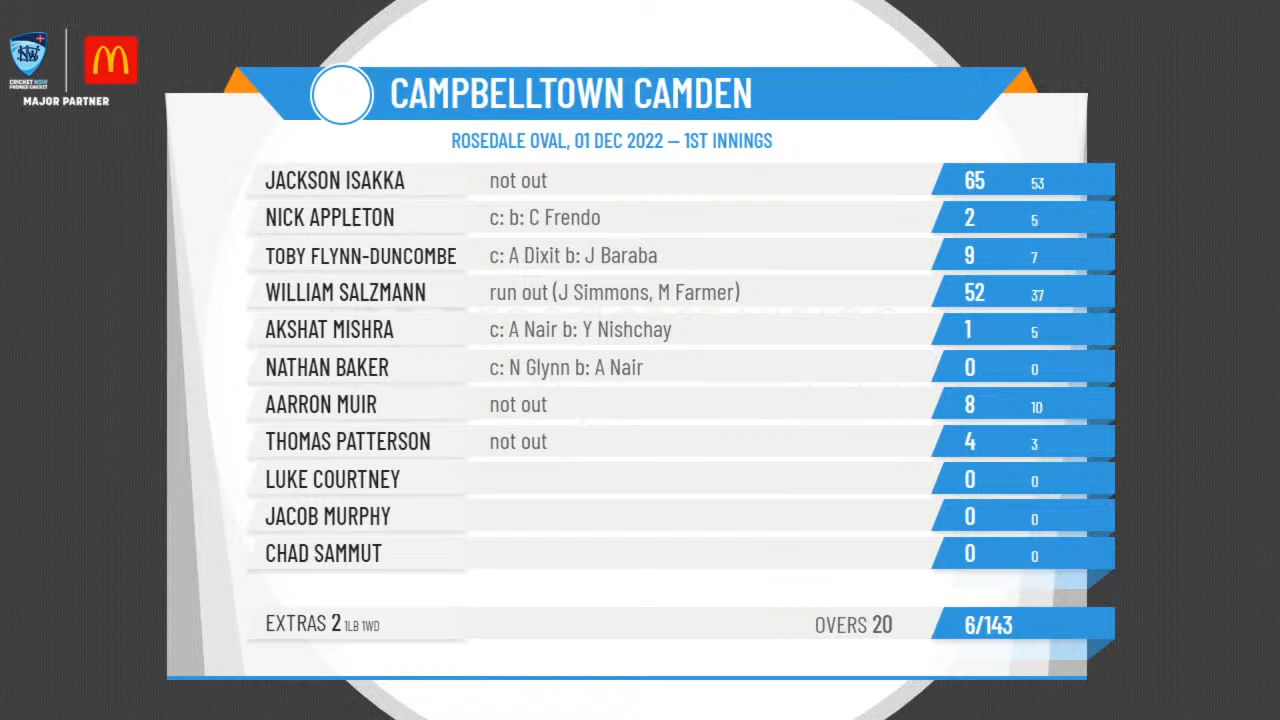 CRICKET NSW
PREMIER CRICKET
MAJOR PARTNER
CAMPBELLTOWN CAMDEN
ROSEDALE OVAL, 01 DEC 2022 – 1ST INNINGS
JACKSON ISAKKA not out 65 53
NICK APPLETON c: b: C Frendo 2 5
TOBY FLYNN-DUNCOMBE c: A Dixit b: J Baraba 9 7
WILLIAM SALZMANN run out (J Simmons, M Farmer) 52 37
AKSHAT MISHRA c: A Nair b: Y Nishchay 1 5
NATHAN BAKER c: N Glynn b: A Nair 0 0
AARRON MUIR not out 8 10
THOMAS PATTERSON not out 4 3
LUKE COURTNEY 0 0
JACOB MURPHY 0 0
CHAD SAMMUT 0 0
EXTRAS 2 1LB 1WD OVERS 20 6/143